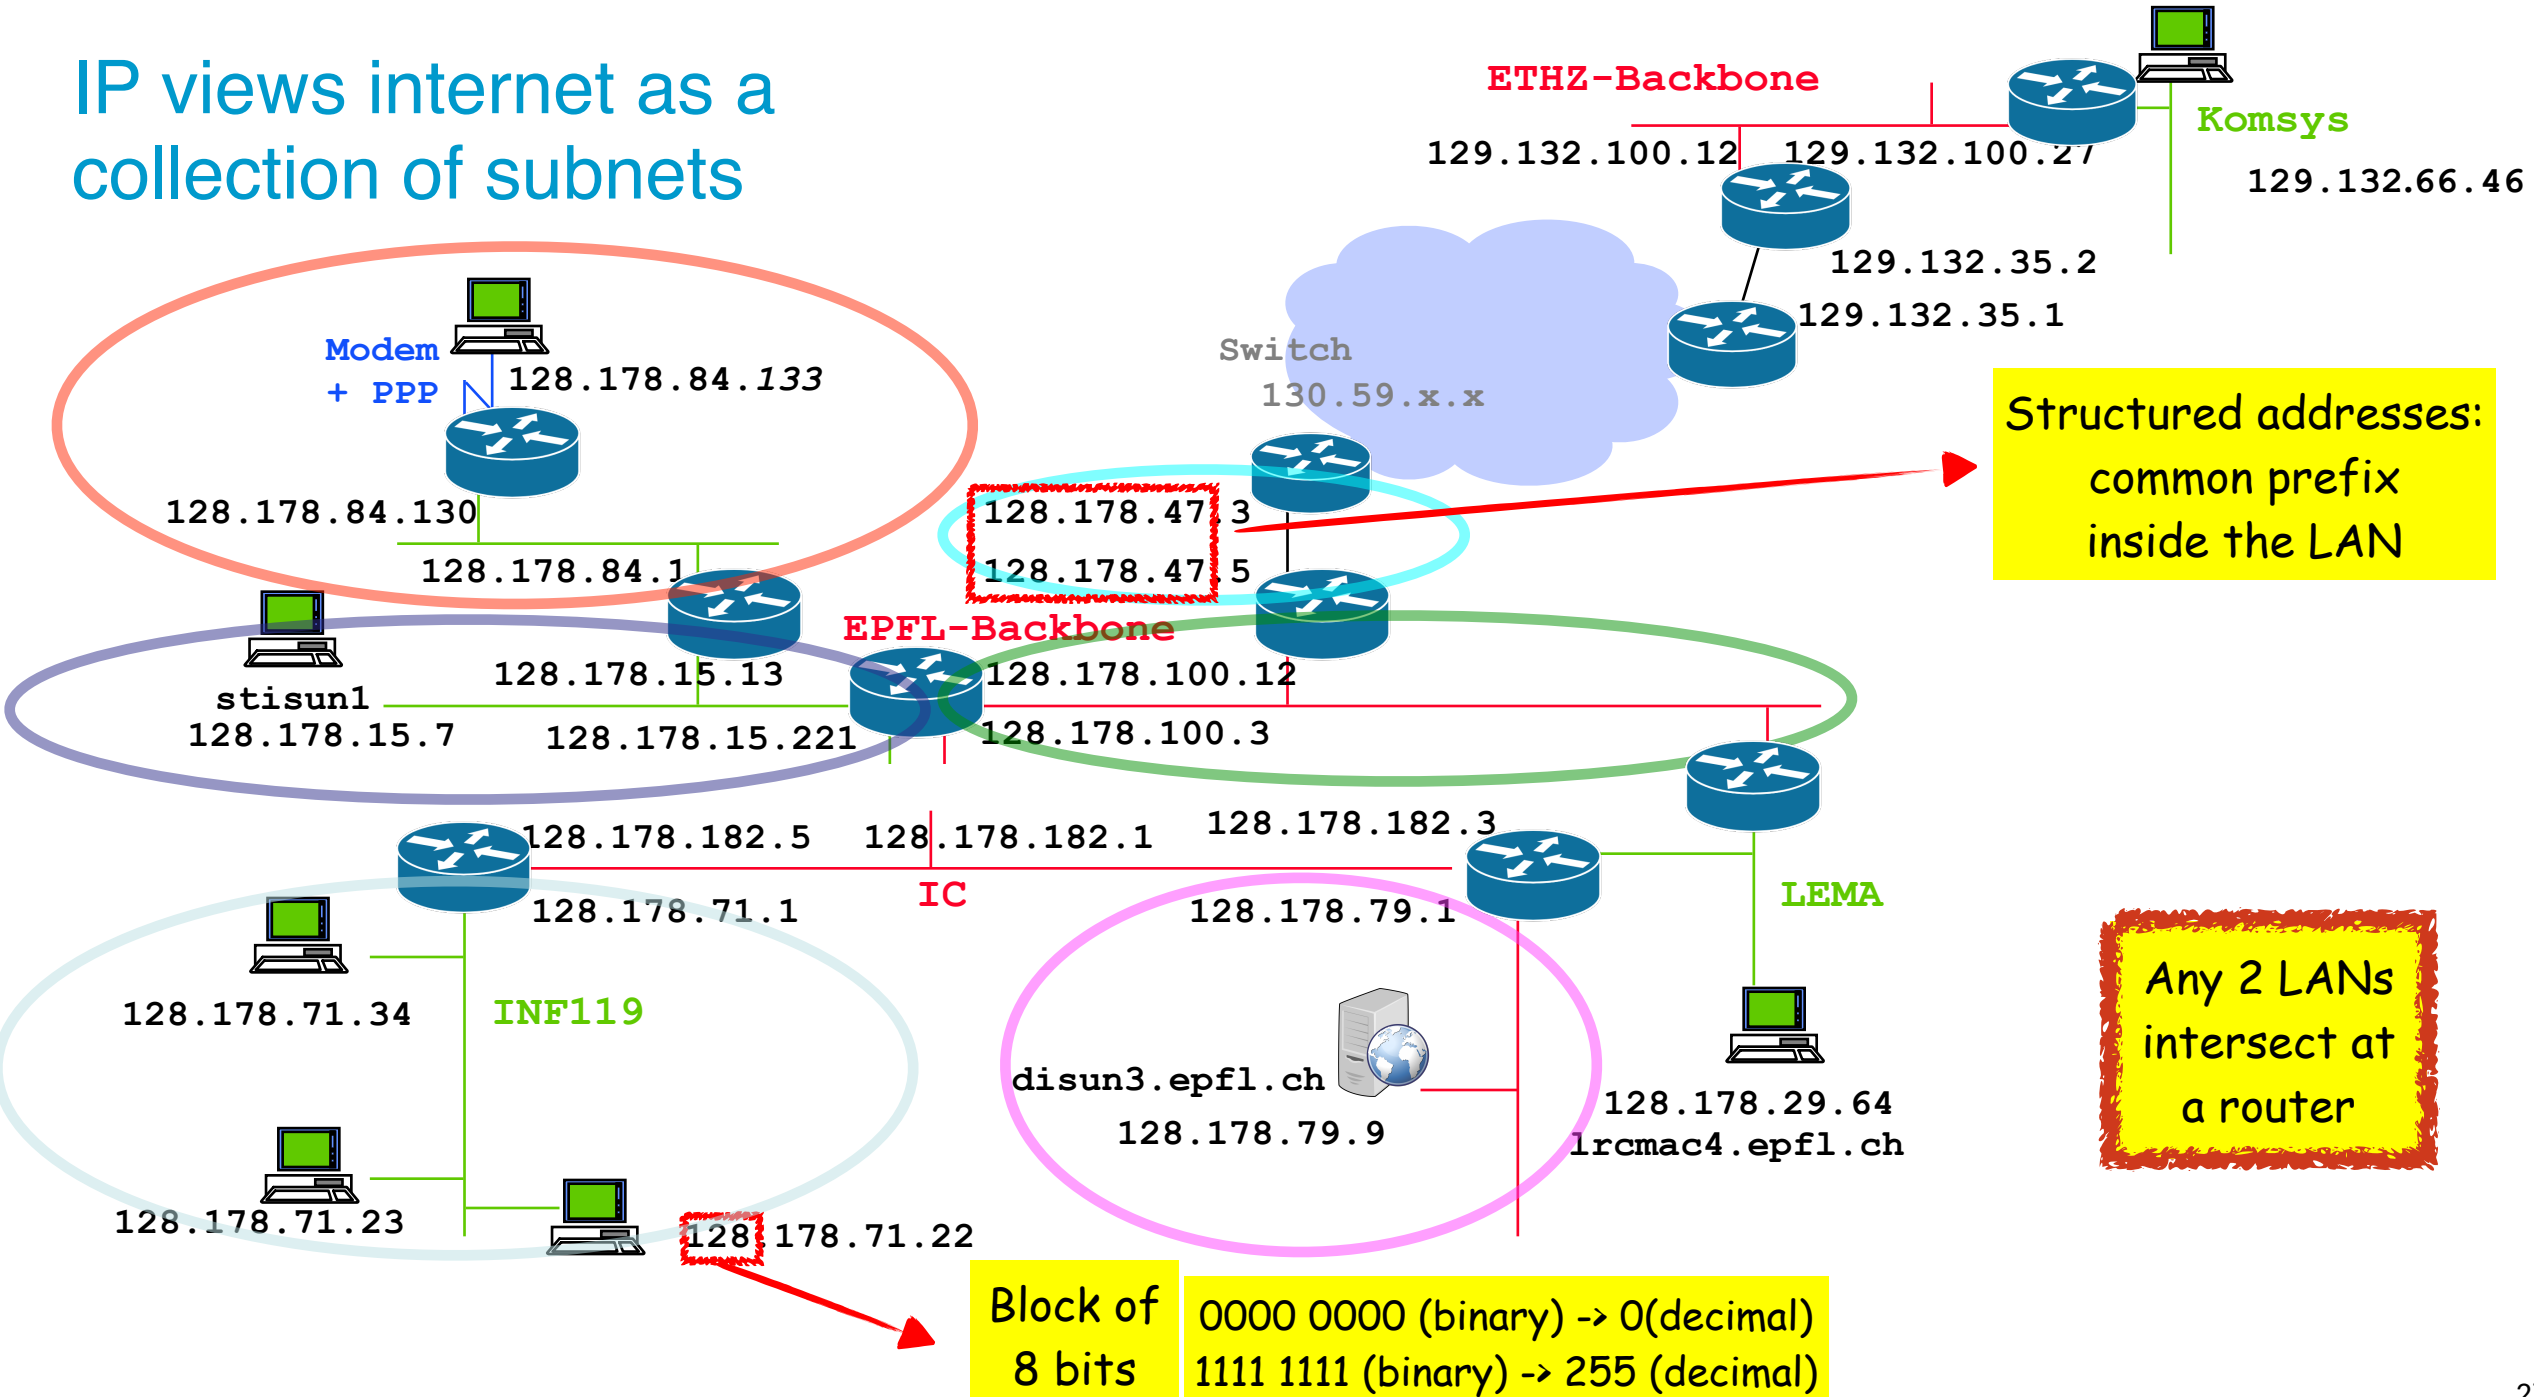 IP views internet as a
collection of subnets
ETHZ-Backbone
Komsys
129.132.100.12
129.132.100.27
129.132.66.46
129.132.35.2
129.132.35.1
Switch
130.59.x.x
Modem
+ PPP
128.178.84.133
128.178.84.130
128.178.84.1
128.178.47.3
128.178.47.5
Structured addresses:
common prefix
inside the LAN
EPFL-Backbone
128.178.15.13
128.178.100.12
stisun1
128.178.15.7
128.178.15.221
128.178.100.3
128.178.182.5
128.178.182.1
128.178.182.3
IC
128.178.71.1
128.178.79.1
LEMA
128.178.71.34
INF119
disun3.epfl.ch
128.178.79.9
128.178.29.64
lrcmac4.epfl.ch
Any 2 LANs
intersect at
a router
128.178.71.23
128.178.71.22
Block of
8 bits
0000 0000 (binary) -> 0(decimal)
1111 1111 (binary) -> 255 (decimal)